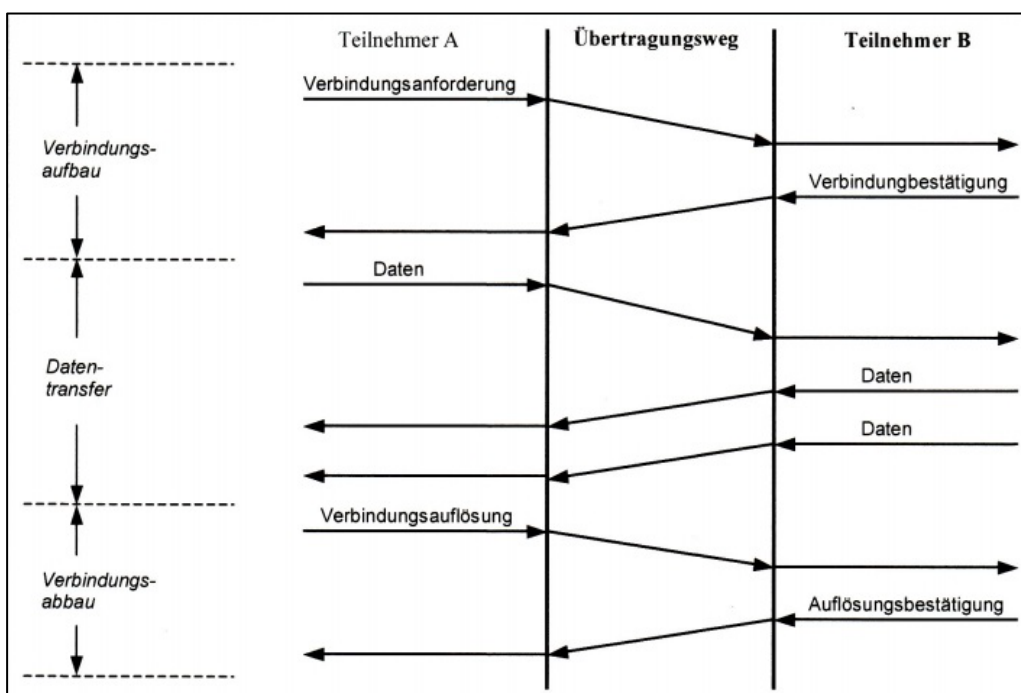 Teilnehmer A
Übertragungsweg
Teilnehmer B
Verbindungsanforderung
Verbindungs-
aufbau
Verbindungbestätigung
Daten
Daten-
transfer
Daten
Daten
Verbindungsauflösung
Verbindungs-
abbau
Auflösungsbestätigung